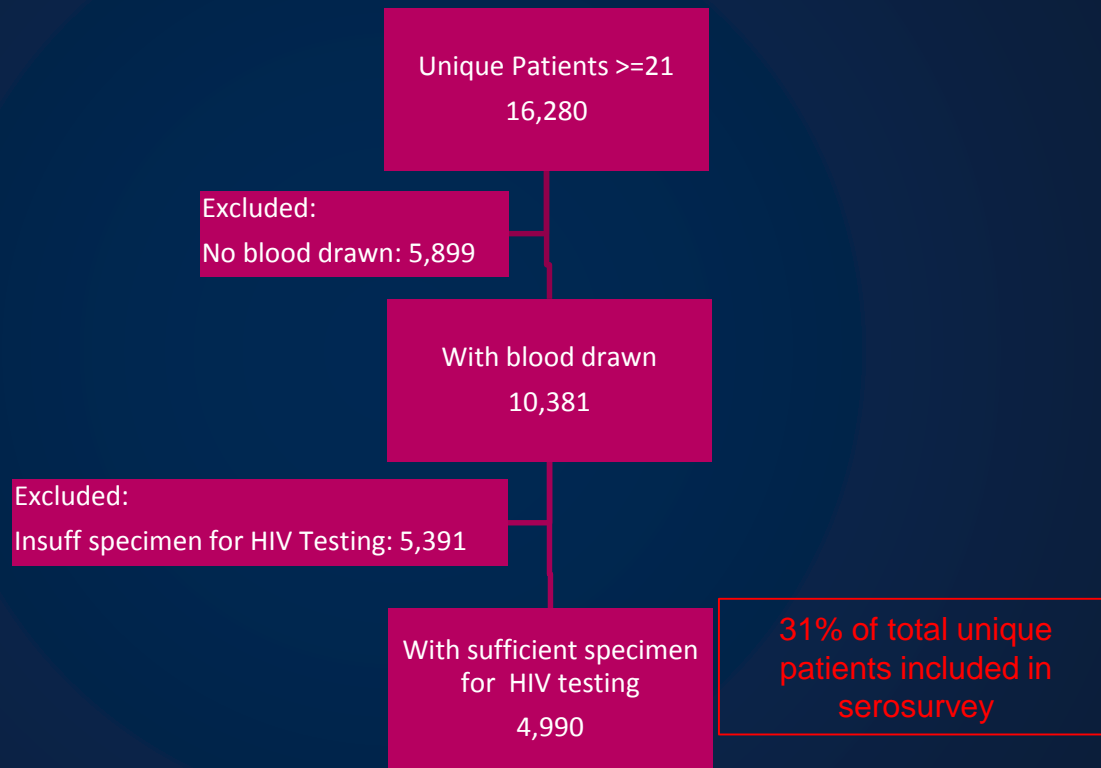 Unique Patients >=21
16,280
Excluded:
No blood drawn: 5,899
With blood drawn
10,381
Excluded:
Insuff specimen for HIV Testing: 5,391
With sufficient specimen
for HIV testing
4,990
31% of total unique
patients included in
serosurvey